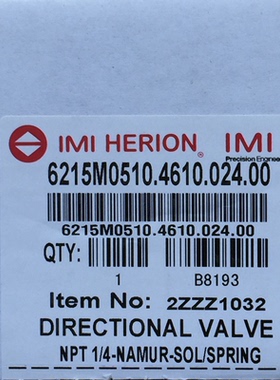 IMI HERION® IMI
Precision Engine
6215M0510.4610.024.00
6215M0510.4610.024.00
QTY:
1 B8193
Item No: 2ZZZ1032
DIRECTIONAL VALVE
NPT 1/4-NAMUR-SOL/SPRING